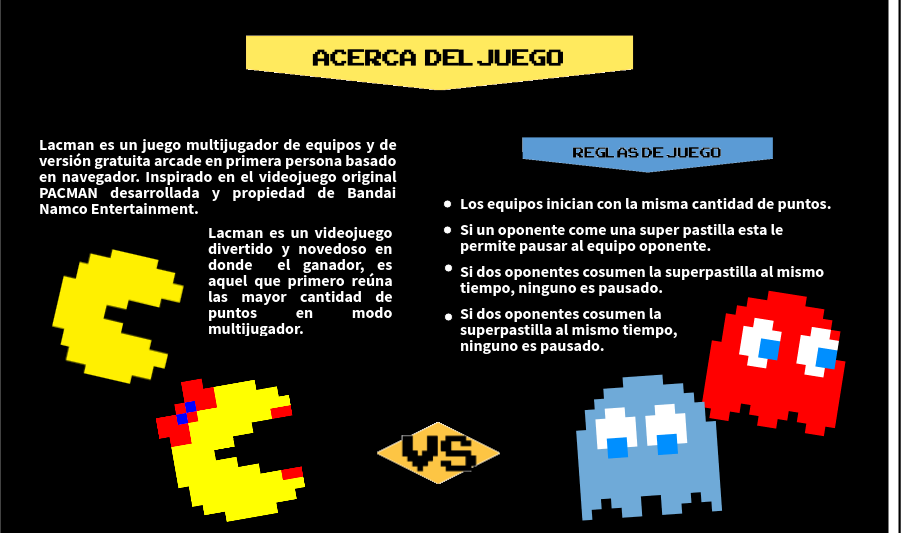 ACERCA DEL JUEGO
Lacman es un juego multijugador de equipos y de
versión gratuita arcade en primera persona basado
en navegador. Inspirado en el videojuego original
PACMAN desarrollada y propiedad de Bandai
Namco Entertainment.
Lacman es un videojuego
divertido y novedoso en
donde el ganador, es
aquel que primero reúna
las mayor cantidad de
puntos en modo
multijugador.
REGLAS DE JUEGO
Los equipos inician con la misma cantidad de puntos.
Si un oponente come una super pastilla esta le
permite pausar al equipo oponente.
Si dos oponentes cosumen la superpastilla al mismo
tiempo, ninguno es pausado.
Si dos oponentes cosumen la
superpastilla al mismo tiempo,
ninguno es pausado.
VS